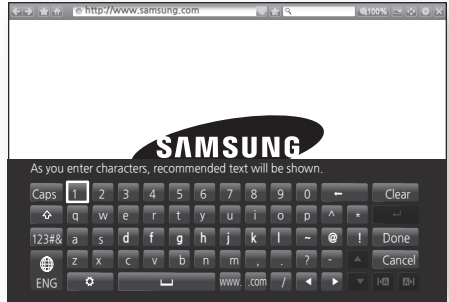 http://www.samsung.com 100%
SAMSUNG
As you enter characters, recommended text will be shown.
Caps 1 2 3 4 5 6 7 8 9 0 Clear
q w e r t y u i o p ^ *
123#& a s d f g h j k l ~ @ ! Done
z x c v b n m , . ? - Cancel
ENG www. .com /